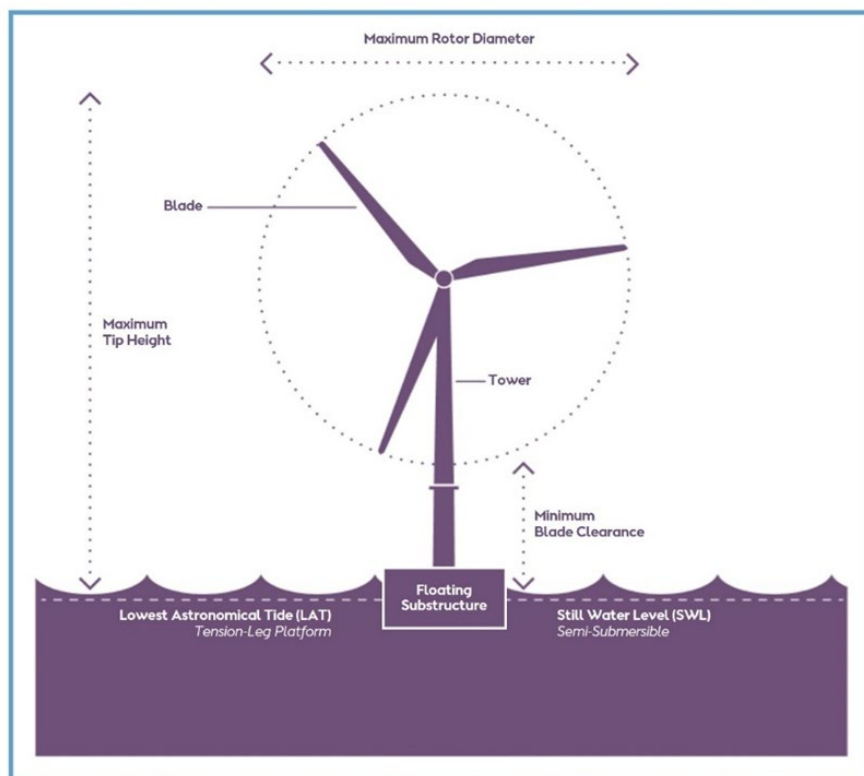 Maximum Rotor Diameter
Blade
Maximum
Tip Height
Tower
Minimum
Blade Clearance
Floating
Substructure
Lowest Astronomical Tide (LAT)
Tension-Leg Platform
Still Water Level (SWL)
Semi-Submersible